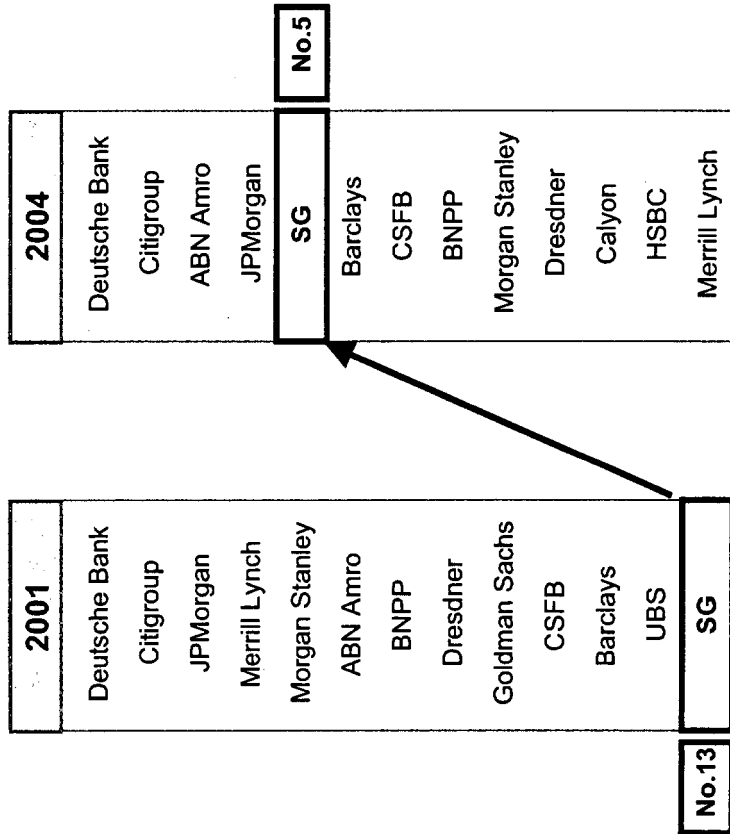 2001
Deutsche Bank
Citigroup
JPMorgan
Merrill Lynch
Morgan Stanley
ABN Amro
BNPP
Dresdner
Goldman Sachs
CSFB
Barclays
UBS
SG
No.13
2004
Deutsche Bank
Citigroup
ABN Amro
JPMorgan
SG
No.5
Barclays
CSFB
BNPP
Morgan Stanley
Dresdner
Calyon
HSBC
Merrill Lynch